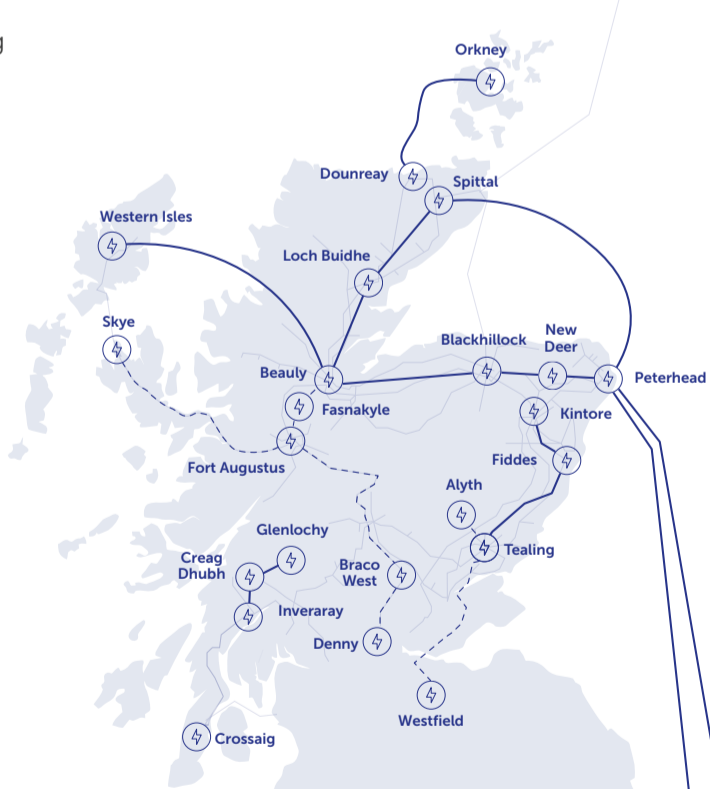 g
Orkney
Dounreay
Spittal
Western Isles
Loch Buidhe
Skye
Blackhillock
New
Deer
Beauly
Peterhead
Fasnakyle
Kintore
Fort Augustus
Fiddes
Alyth
Glenlochy
Tealing
Creag
Dhubh
Braco
West
Inveraray
Denny
Westfield
Crossaig